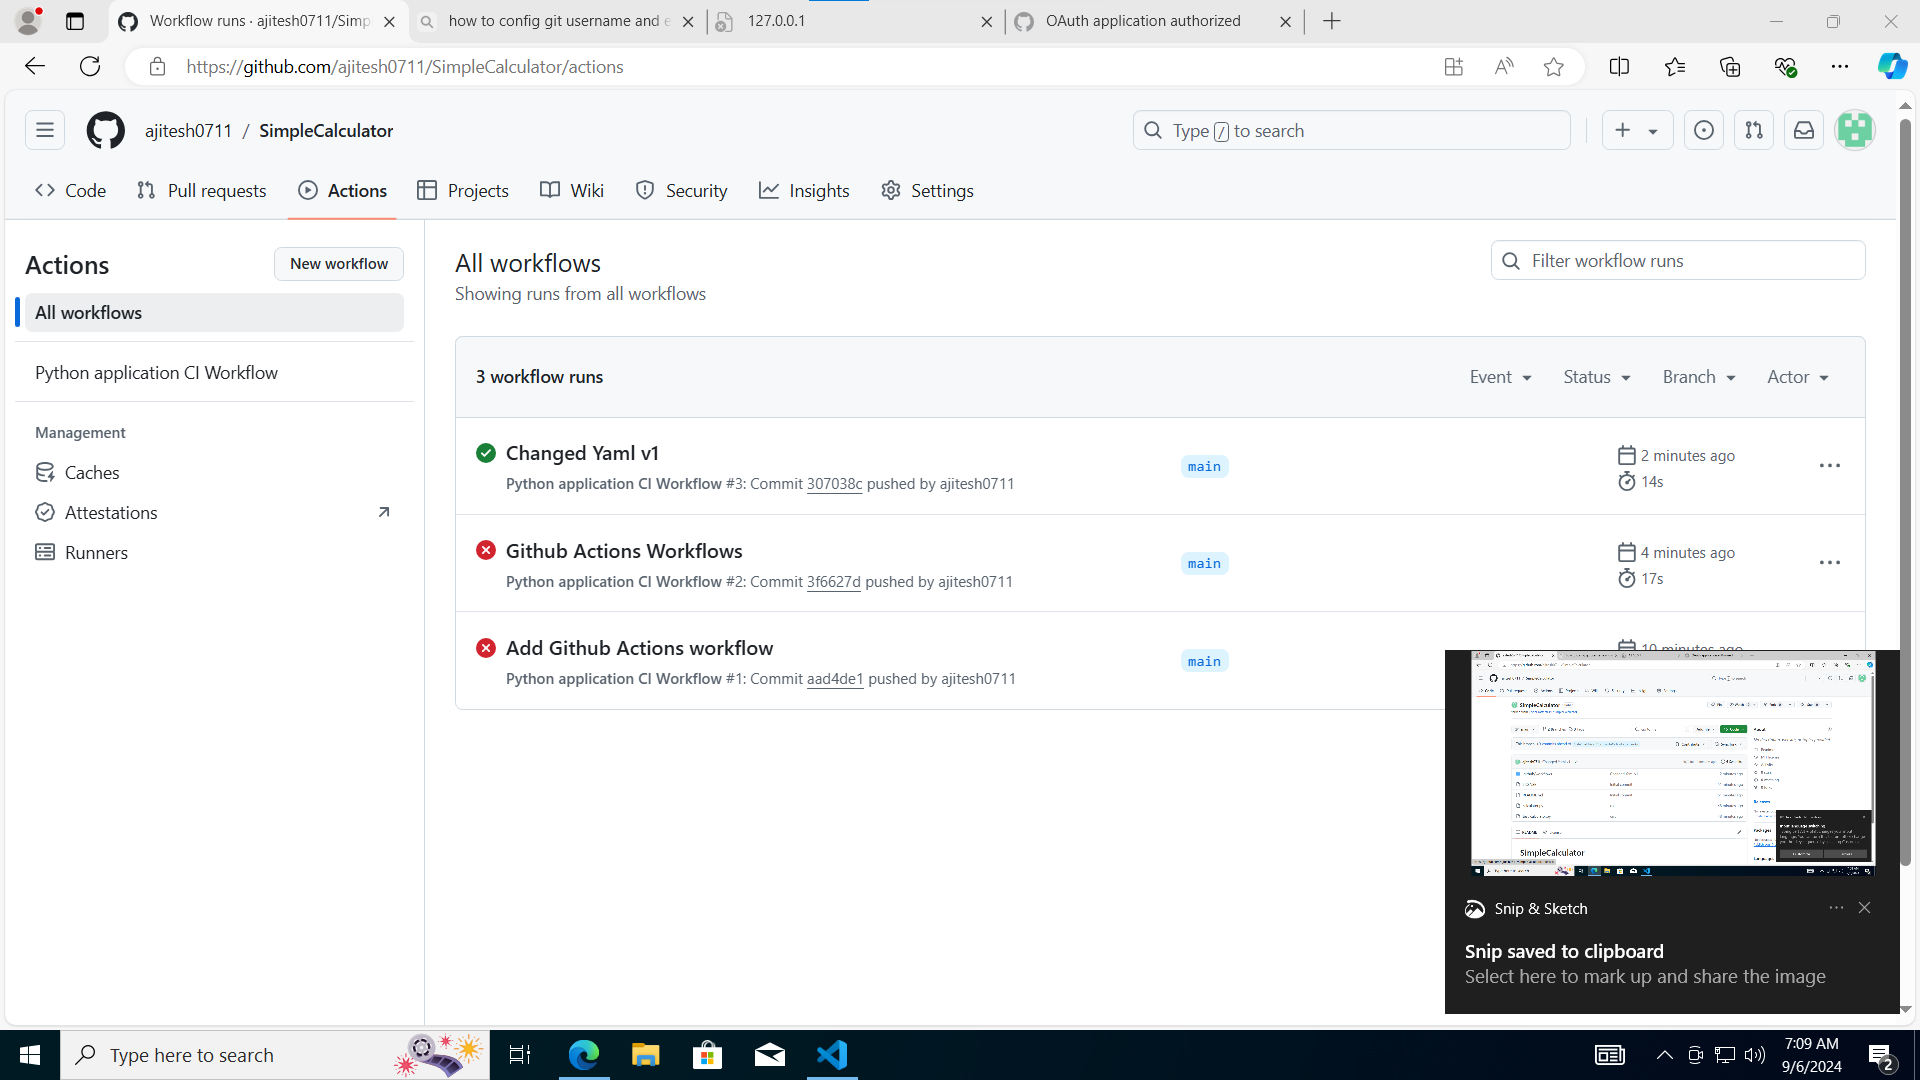 Workflow runs · ajitesh0711/Simp
how to config git username and e
127.0.0.1
OAuth application authorized
https://github.com/ajitesh0711/SimpleCalculator/actions
ajitesh0711 / SimpleCalculator
Type / to search
Code
Pull requests
Actions
Projects
Wiki
Security
Insights
Settings
Actions
New workflow
All workflows
Python application CI Workflow
Management
Caches
Attestations
Runners
All workflows
Showing runs from all workflows
Filter workflow runs
3 workflow runs
Event
Status
Branch
Actor
Changed Yaml v1
Python application CI Workflow #3: Commit 307038c pushed by ajitesh0711
main
2 minutes ago
14s
Github Actions Workflows
Python application CI Workflow #2: Commit 3f6627d pushed by ajitesh0711
main
4 minutes ago
17s
Add Github Actions workflow
Python application CI Workflow #1: Commit aad4de1 pushed by ajitesh0711
main
10 minutes ago
SimpleCalculator
SimpleCalculator
Snip & Sketch
Snip saved to clipboard
Select here to mark up and share the image
Type here to search
7:09 AM
9/6/2024
2